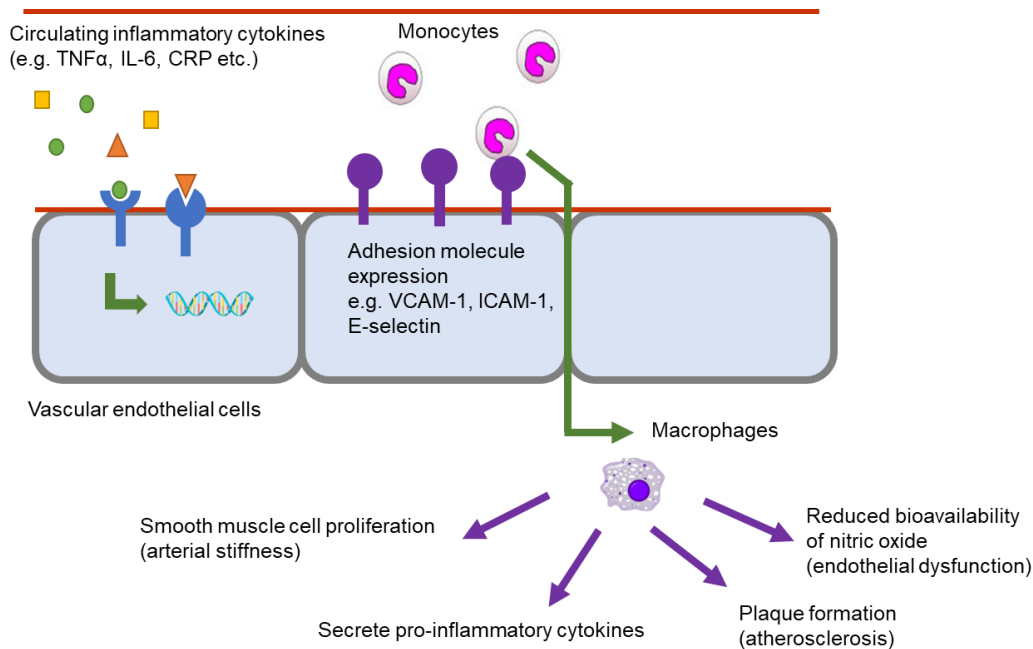 Circulating inflammatory cytokines
(e.g. TNFα, IL-6, CRP etc.)
Monocytes
Adhesion molecule
expression
e.g. VCAM-1, ICAM-1,
E-selectin
Vascular endothelial cells
Macrophages
Smooth muscle cell proliferation
(arterial stiffness)
Reduced bioavailability
of nitric oxide
(endothelial dysfunction)
Secrete pro-inflammatory cytokines
Plaque formation
(atherosclerosis)